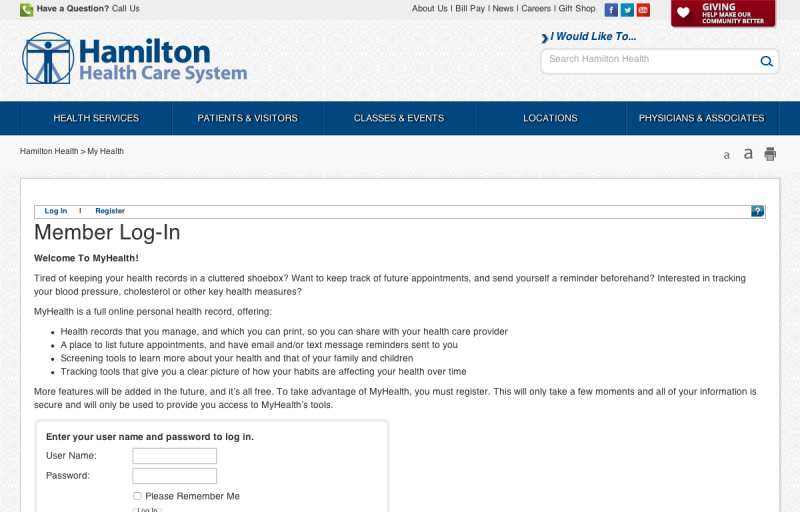 Have a Question? Call Us
About Us | Bill Pay | News | Careers | Gift Shop
GIVING
HELP MAKE OUR
COMMUNITY BETTER
Hamilton
Health Care System
I Would Like To...
Search Hamilton Health
HEALTH SERVICES
PATIENTS & VISITORS
CLASSES & EVENTS
LOCATIONS
PHYSICIANS & ASSOCIATES
Hamilton Health > My Health
a a
Log In | Register
?
Member Log-In
Welcome To MyHealth!
Tired of keeping your health records in a cluttered shoebox? Want to keep track of future appointments, and send yourself a reminder beforehand? Interested in tracking
your blood pressure, cholesterol or other key health measures?
MyHealth is a full online personal health record, offering:
• Health records that you manage, and which you can print, so you can share with your health care provider
• A place to list future appointments, and have email and/or text message reminders sent to you
• Screening tools to learn more about your health and that of your family and children
• Tracking tools that give you a clear picture of how your habits are affecting your health over time
More features will be added in the future, and it's all free. To take advantage of MyHealth, you must register. This will only take a few moments and all of your information is
secure and will only be used to provide you access to MyHealth's tools.
Enter your user name and password to log in.
User Name:
Password:
Please Remember Me
Log In